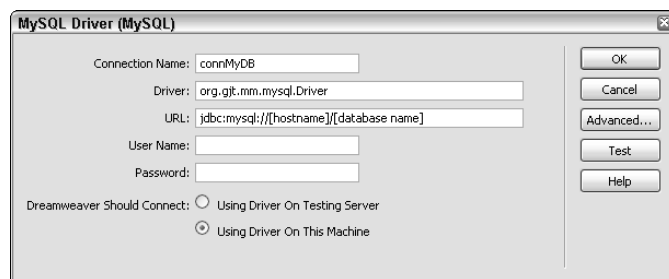 MySQL Driver (MySQL)
Connection Name: connMyDB
Driver: org.gjt.mm.mysql.Driver
URL: jdbc:mysql://[hostname]/[database name]
User Name:
Password:
Dreamweaver Should Connect: Using Driver On Testing Server
Using Driver On This Machine
OK
Cancel
Advanced...
Test
Help